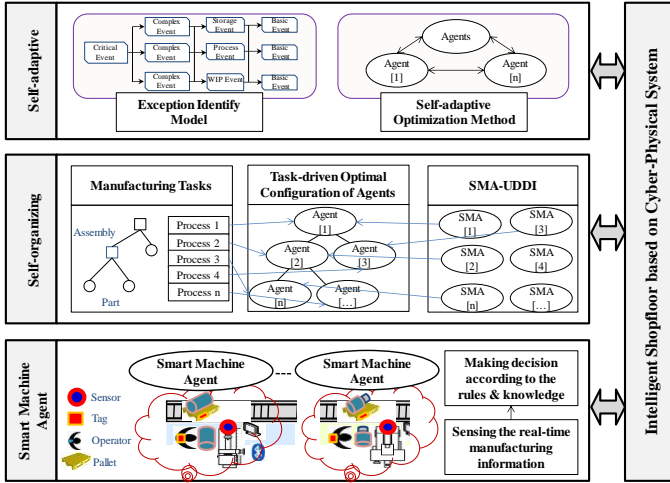 Self-adaptive
Critical
Event
Complex
Event
Complex
Event
Complex
Event
Storage
Event
Process
Event
WIP Event
Basic
Event
Basic
Event
Basic
Event
Exception Identify
Model
Agents
Agent
[1]
Agent
[n]
Self-adaptive
Optimization Method
Self-organizing
Manufacturing Tasks
Assembly
Part
Process 1
Process 2
Process 3
Process 4
Process n
Task-driven Optimal
Configuration of Agents
Agent
[1]
Agent
[2]
Agent
[3]
Agent
[n]
Agent
[…]
SMA-UDDI
SMA
[1]
SMA
[3]
SMA
[2]
SMA
[4]
SMA
[n]
SMA
[…]
Smart Machine
Agent
Sensor
Tag
Operator
Pallet
Smart Machine
Agent
Smart Machine
Agent
Making decision
according to the
rules & knowledge
Sensing the real-time
manufacturing
information
Intelligent Shopfloor based on Cyber-Physical System